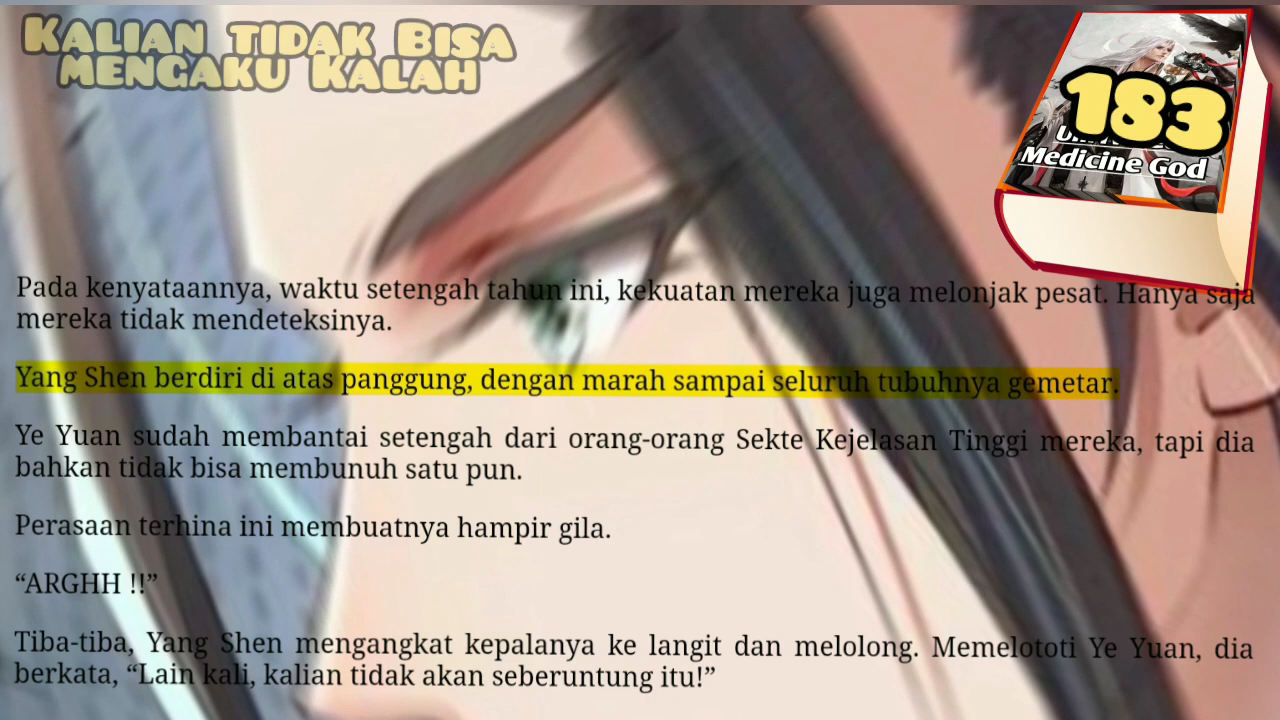 KALIAN TIDAK BISA
MENGAKU KALAH
183
Medicine God
Pada kenyataannya, waktu setengah tahun ini, kekuatan mereka juga melonjak pesat. Hanya saja
mereka tidak mendeteksinya.
Yang Shen berdiri di atas panggung, dengan marah sampai seluruh tubuhnya gemetar.
Ye Yuan sudah membantai setengah dari orang-orang Sekte Kejelasan Tinggi mereka, tapi dia
bahkan tidak bisa membunuh satu pun.
Perasaan terhina ini membuatnya hampir gila.
“ARGHH !!”
Tiba-tiba, Yang Shen mengangkat kepalanya ke langit dan melolong. Memelototi Ye Yuan, dia
berkata, “Lain kali, kalian tidak akan seberuntung itu!”